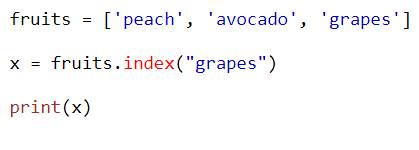 fruits = ['peach', 'avocado', 'grapes']
x = fruits.index("grapes")
print(x)